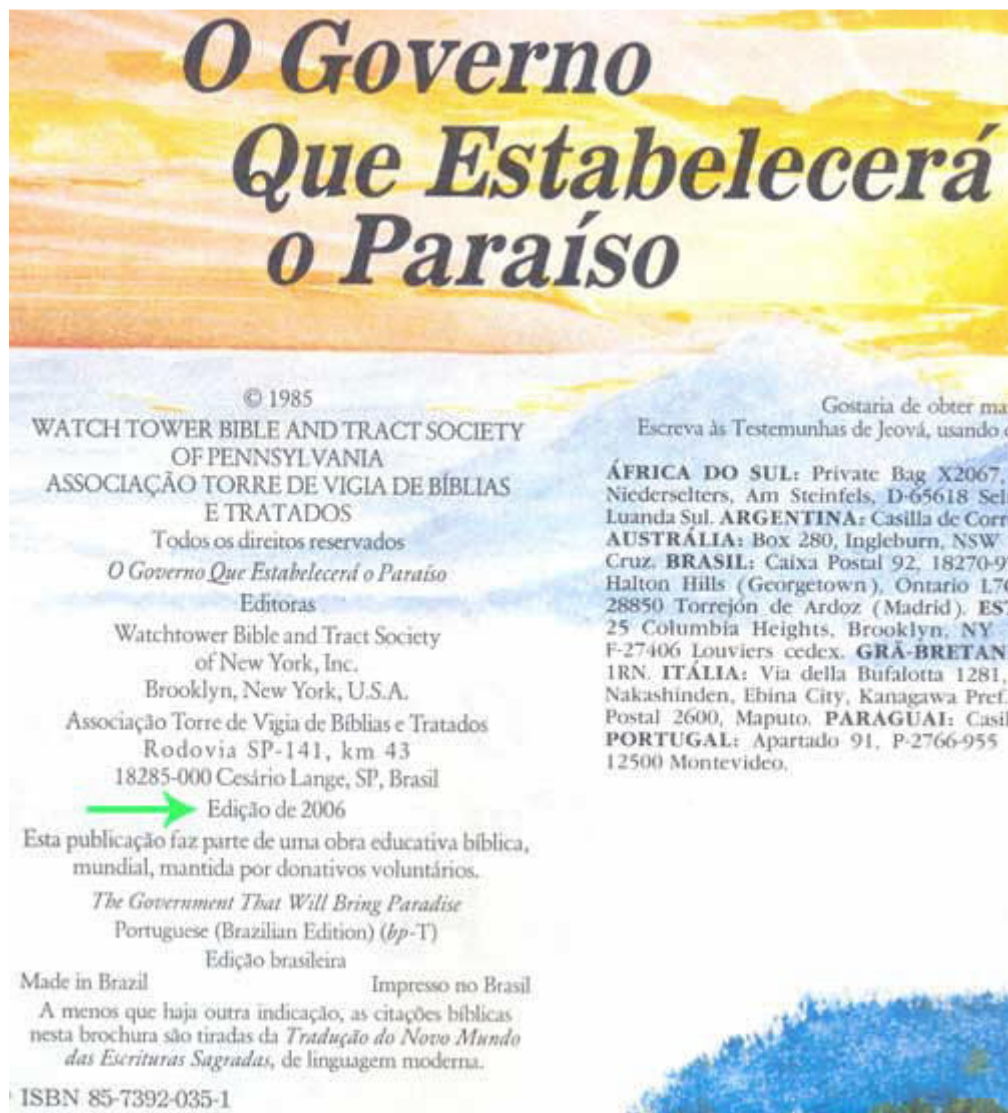 O Governo
Que Estabelecerá
o Paraíso
© 1985
WATCH TOWER BIBLE AND TRACT SOCIETY
OF PENNSYLVANIA
ASSOCIAÇÃO TORRE DE VIGIA DE BÍBLIAS
E TRATADOS
Todos os direitos reservados
O Governo Que Estabelecerá o Paraíso
Editoras
Watchtower Bible and Tract Society
of New York, Inc.
Brooklyn, New York, U.S.A.
Associação Torre de Vigia de Bíblias e Tratados
Rodovia SP-141, km 43
18285-000 Cesário Lange, SP, Brasil
Edição de 2006
Esta publicação faz parte de uma obra educativa bíblica,
mundial, mantida por donativos voluntários.
The Government That Will Bring Paradise
Portuguese (Brazilian Edition) (bp-T)
Edição brasileira
Made in Brazil Impresso no Brasil
A menos que haja outra indicação, as citações bíblicas
nesta brochura são tiradas da Tradução do Novo Mundo
das Escrituras Sagradas, de linguagem moderna.
ISBN 85-7392-035-1
Gostaria de obter ma
Escreva às Testemunhas de Jeová, usando
ÁFRICA DO SUL: Private Bag X2067
Niederselters, Am Steinfels, D-65618 Sel
Luanda Sul. ARGENTINA: Casilla de Corr
AUSTRÁLIA: Box 280, Ingleburn, NSW
Cruz. BRASIL: Caixa Postal 92, 18270-9
Halton Hills (Georgetown), Ontario L7
28850 Torrejón de Ardoz (Madrid). ES
25 Columbia Heights, Brooklyn, NY
F-27406 Louviers cedex. GRÃ-BRETAN
1RN. ITÁLIA: Via della Bufalotta 1281,
Nakashinden, Ebina City, Kanagawa Pref.
Postal 2600, Maputo. PARAGUAI: Casil
PORTUGAL: Apartado 91, P-2766-955
12500 Montevideo.